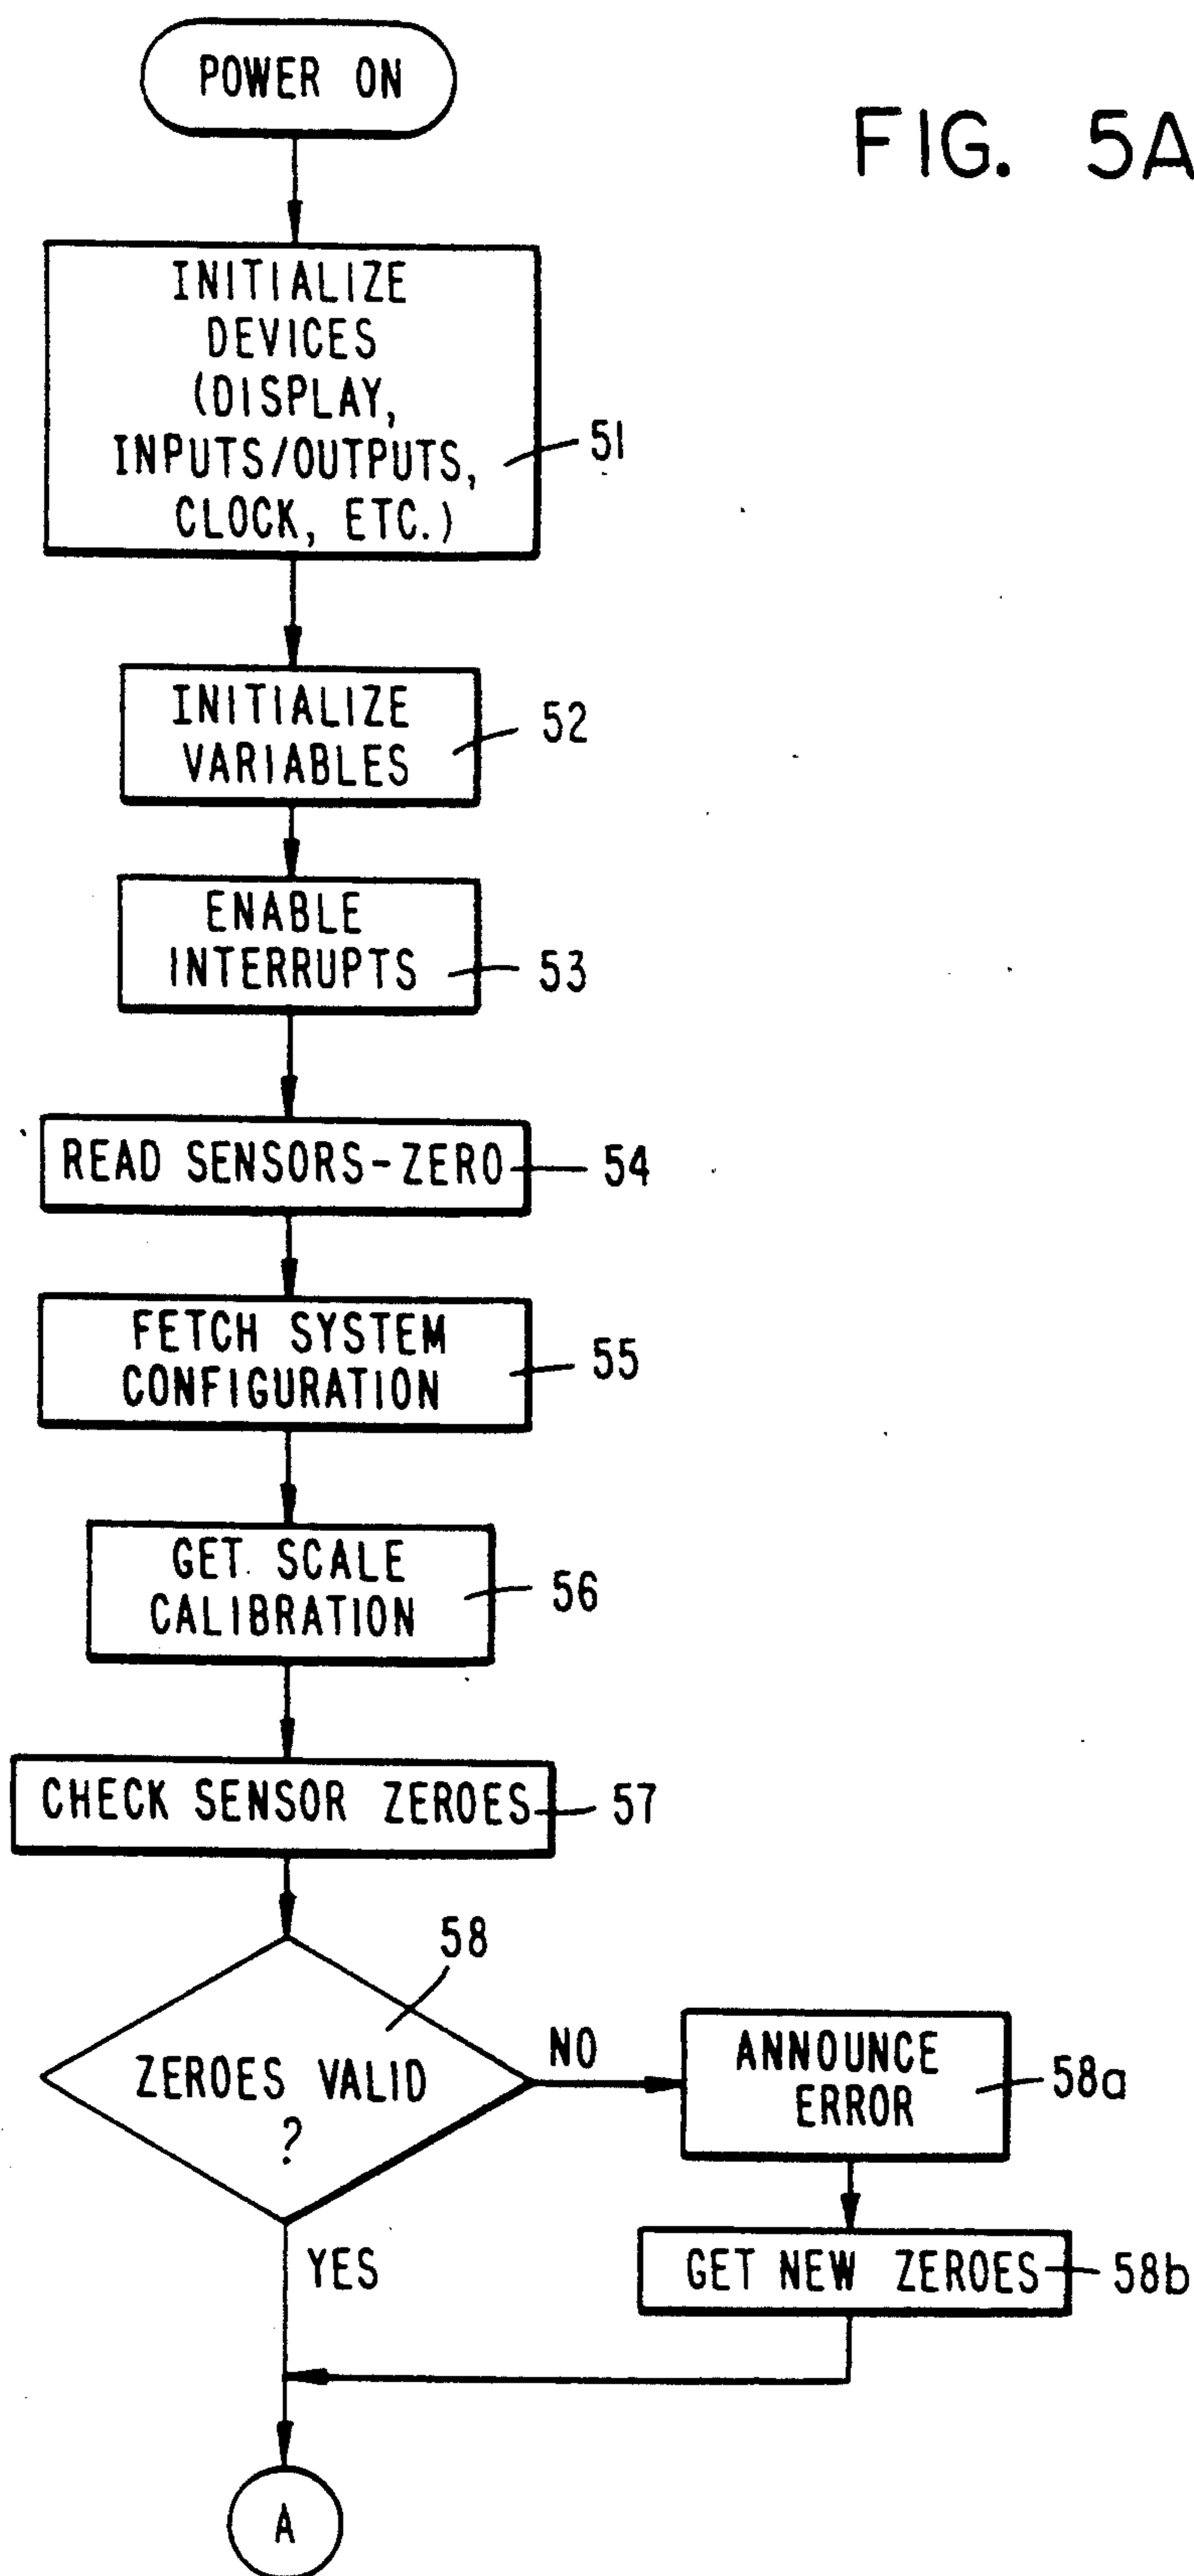 POWER ON
FIG. 5A
INITIALIZE
DEVICES
(DISPLAY,
INPUTS/OUTPUTS,
CLOCK, ETC.)
51
INITIALIZE
VARIABLES
52
ENABLE
INTERRUPTS
53
READ SENSORS-ZERO
54
FETCH SYSTEM
CONFIGURATION
55
GET SCALE
CALIBRATION
56
CHECK SENSOR ZEROES
57
58
ZEROES VALID
?
NO
ANNOUNCE
ERROR
58a
YES
GET NEW ZEROES
58b
A